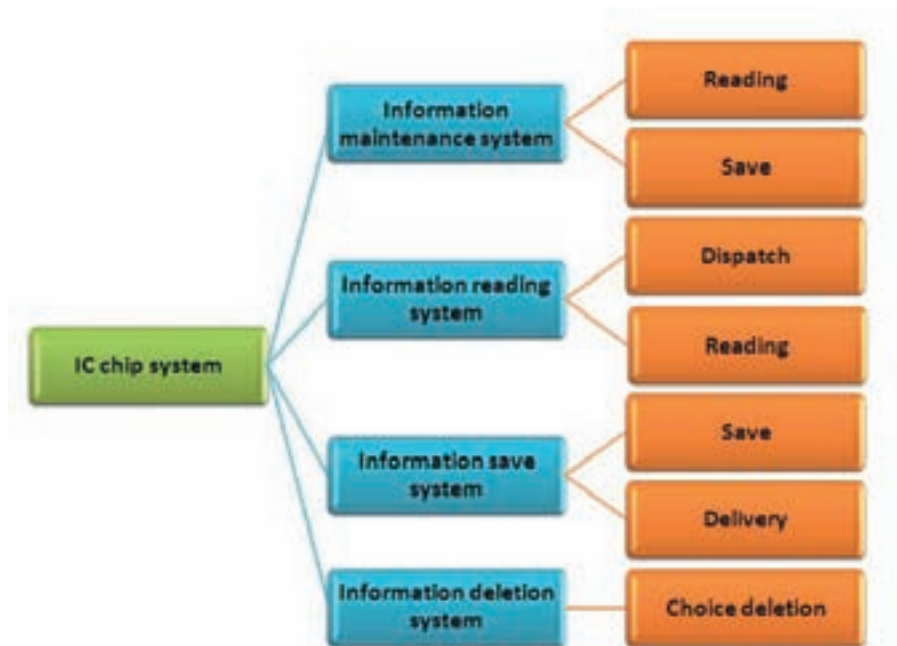 Reading
Information
maintenance system
Save
Dispatch
Information reading
system
Reading
IC chip system
Save
Information save
system
Delivery
Information deletion
system
Choice deletion